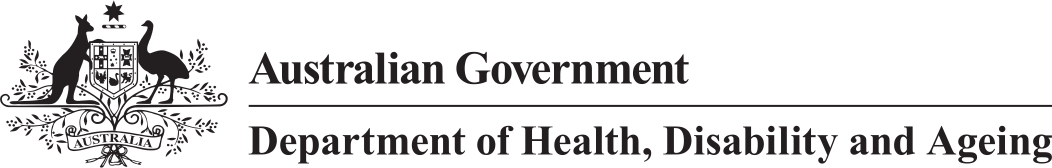 Australian Government
Department of Health, Disability and Ageing
AUSTRALIA